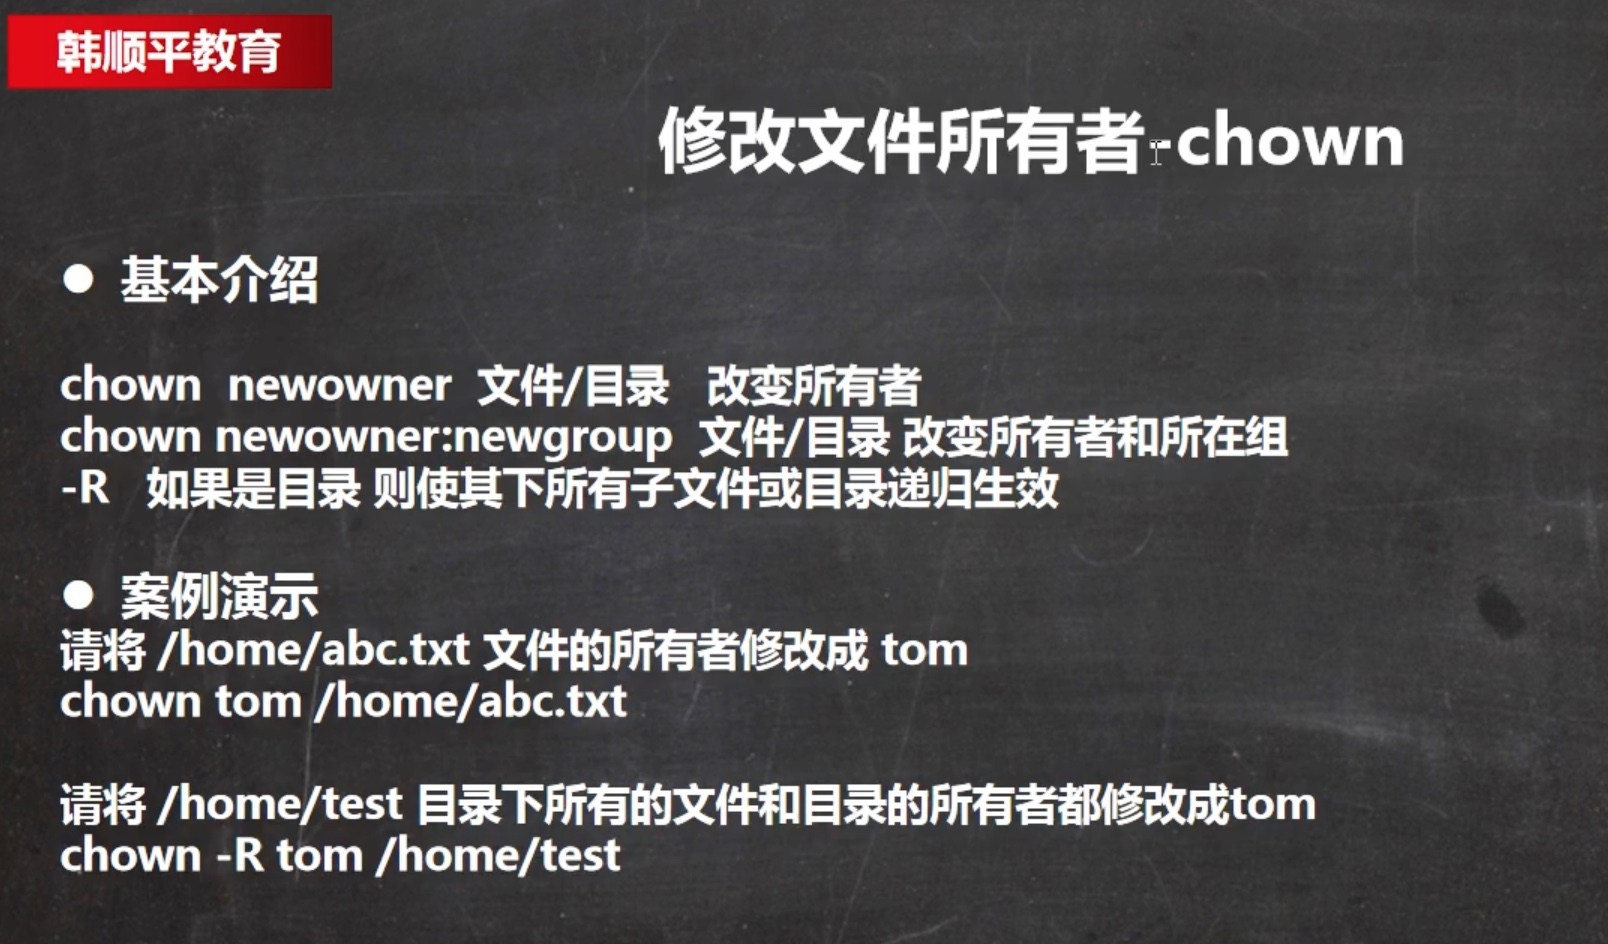 韩顺平教育
修改文件所有者-chown
● 基本介绍
chown newowner 文件/目录 改变所有者
chown newowner:newgroup 文件/目录 改变所有者和所在组
-R 如果是目录 则使其下所有子文件或目录递归生效
● 案例演示
请将 /home/abc.txt 文件的所有者修改成 tom
chown tom /home/abc.txt
请将 /home/test 目录下所有的文件和目录的所有者都修改成tom
chown -R tom /home/test